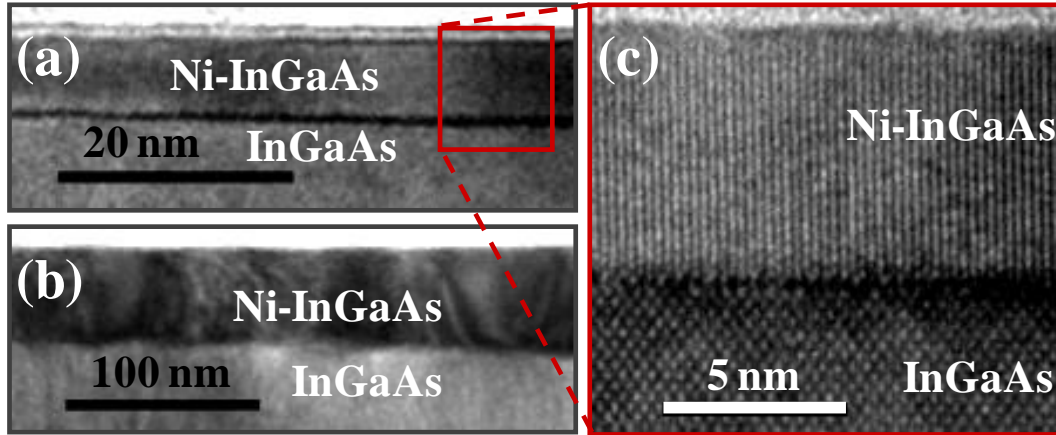 (a)
Ni-InGaAs
20 nm
InGaAs
(b)
Ni-InGaAs
100 nm
InGaAs
(c)
Ni-InGaAs
5 nm
InGaAs